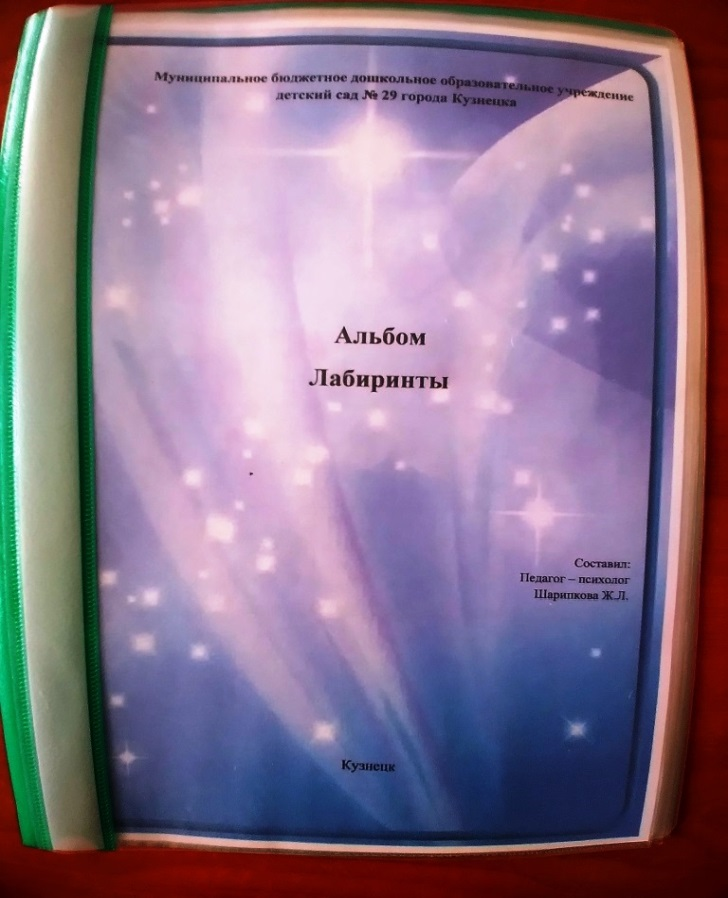 Муниципальное бюджетное дошкольное образовательное учреждение
детский сад № 29 города Кузнецка
Альбом
Лабиринты
Составил:
Педагог – психолог
Шарипкова Ж.Л.
Кузнецк